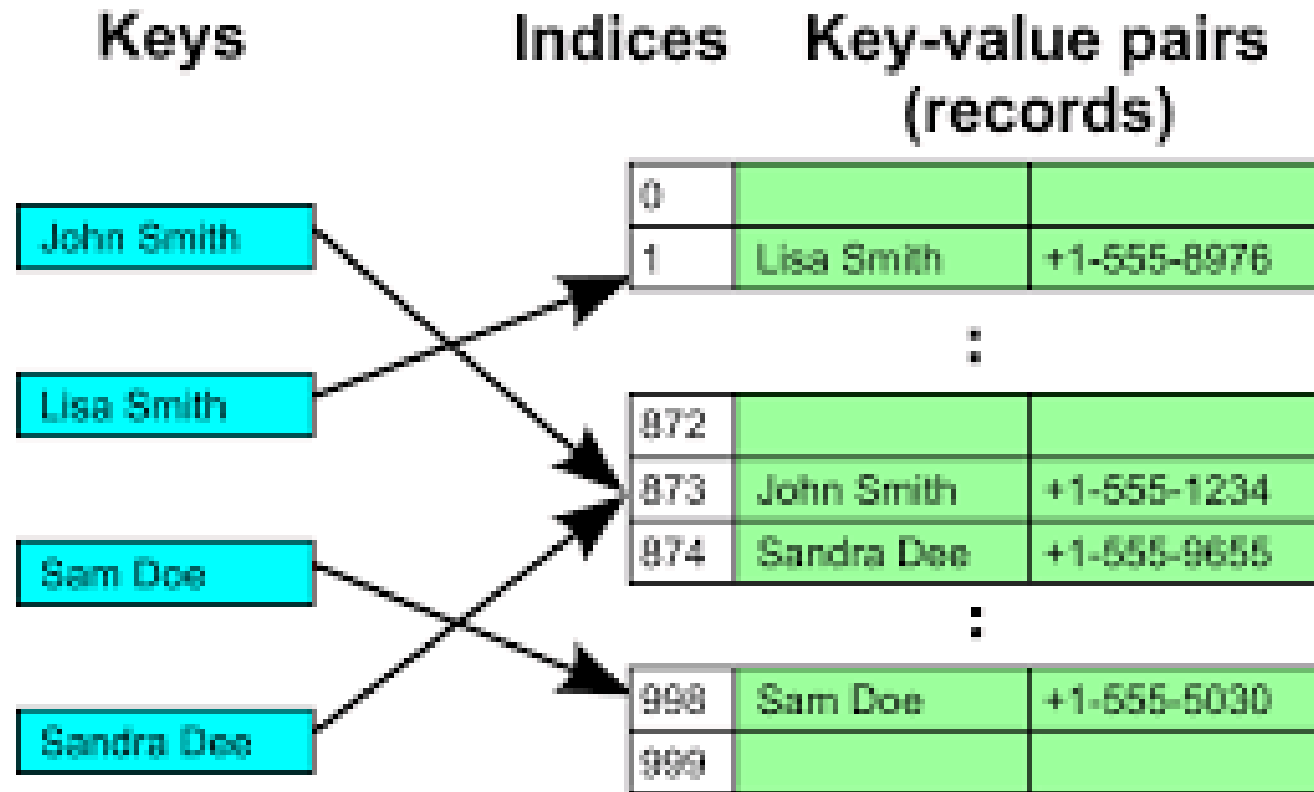 Keys
Indices
Key-value pairs
(records)
John Smith
Lisa Smith
Sam Doe
Sandra Dee
0
1 Lisa Smith +1-555-8976
:
872
873 John Smith +1-555-1234
874 Sandra Dee +1-555-9655
:
998 Sam Doe +1-555-5030
999